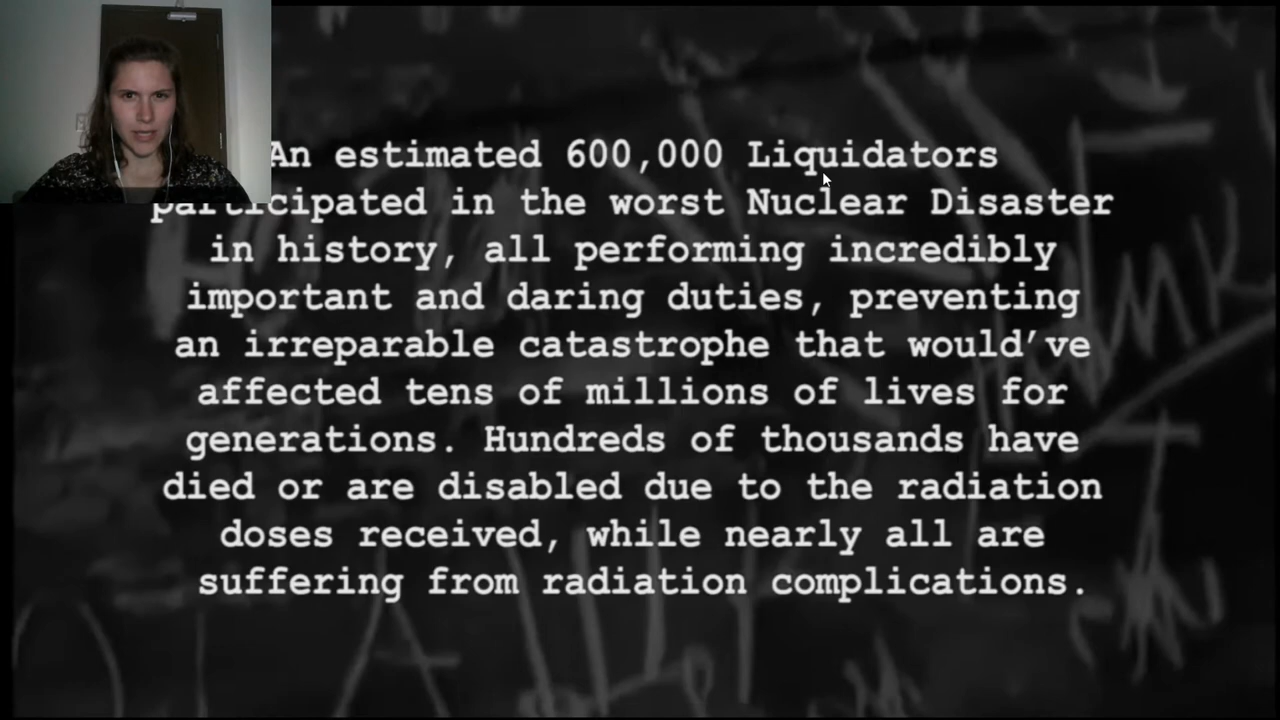 An estimated 600,000 Liquidators
participated in the worst Nuclear Disaster
in history, all performing incredibly
important and daring duties, preventing
an irreparable catastrophe that would’ve
affected tens of millions of lives for
generations. Hundreds of thousands have
died or are disabled due to the radiation
doses received, while nearly all are
suffering from radiation complications.